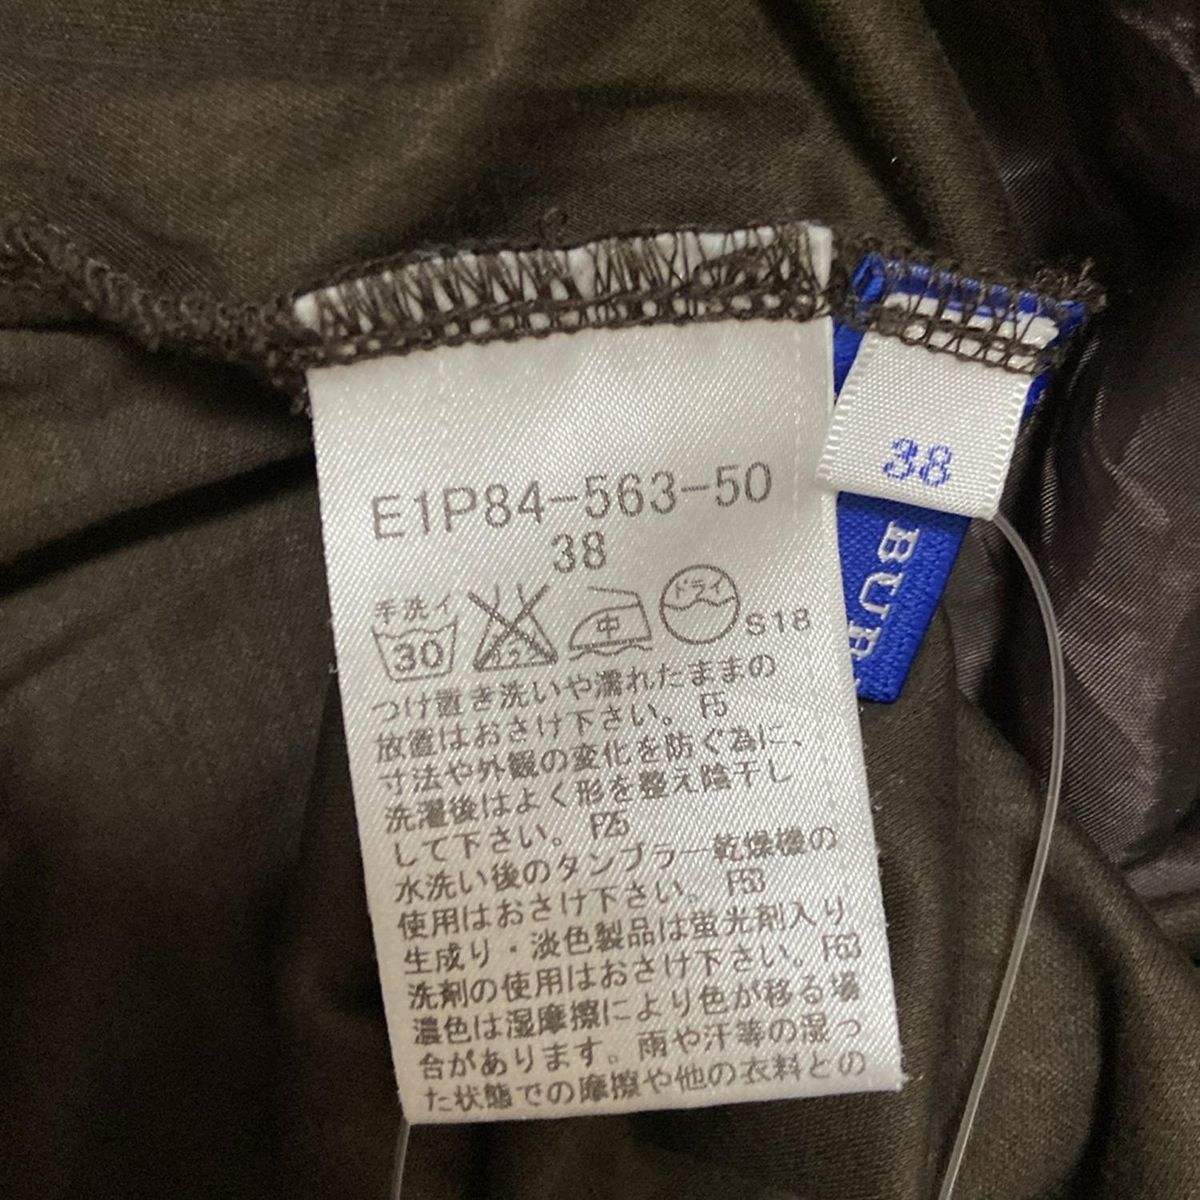 E1P84-563-50
38
手洗イ
30
中
ドライ
S18
つけ置き洗いや濡れたままの
放置はおさけ下さい。F5
寸法や外観の変化を防ぐ為に、
洗濯後はよく形を整え陰干し
して下さい。P25
水洗い後のタンブラー乾燥機の
使用はおさけ下さい。F53
生成り・淡色製品は蛍光剤入り
洗剤の使用はおさけ下さい。F63
濃色は湿摩擦により色が移る場
合があります。雨や汗等の湿っ
た状態での摩擦や他の衣料との
38
BUR